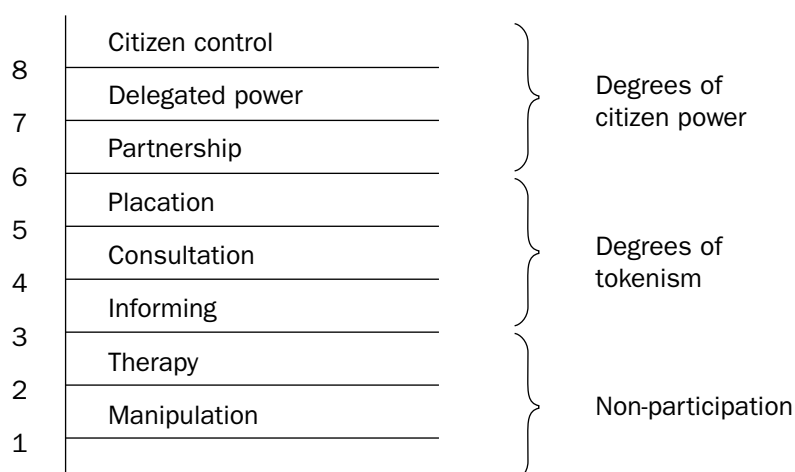 Citizen control
8
Delegated power
7
Partnership
6
Degrees of
citizen power
Placation
5
Consultation
4
Informing
3
Degrees of
tokenism
Therapy
2
Manipulation
1
Non-participation